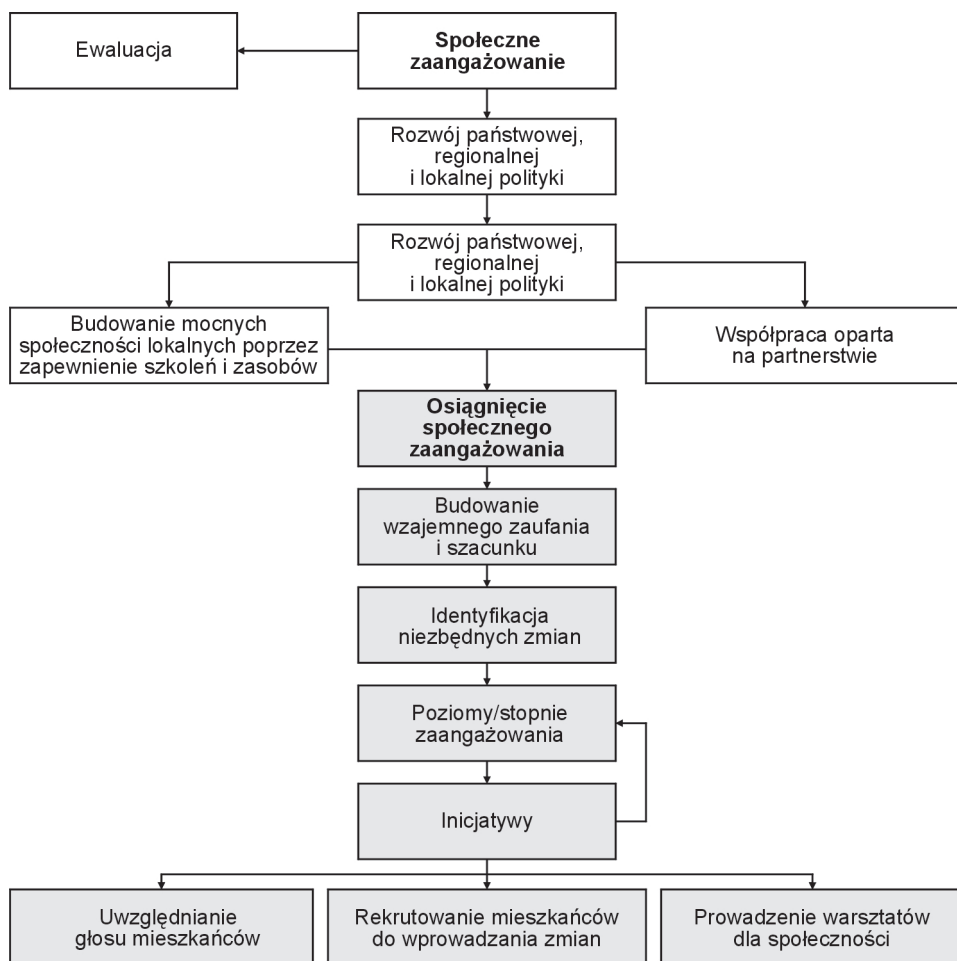 Ewaluacja
Społeczne
zaangażowanie
Rozwój państwowej,
regionalnej
i lokalnej polityki
Rozwój państwowej,
regionalnej
i lokalnej polityki
Budowanie mocnych
społeczności lokalnych poprzez
zapewnienie szkoleń i zasobów
Współpraca oparta
na partnerstwie
Osiągnięcie
społecznego
zaangażowania
Budowanie
wzajemnego zaufania
i szacunku
Identyfikacja
niezbędnych zmian
Poziomy/stopnie
zaangażowania
Inicjatywy
Uwzględnianie
głosu mieszkańców
Rekrutowanie mieszkańców
do wprowadzania zmian
Prowadzenie warsztatów
dla społeczności